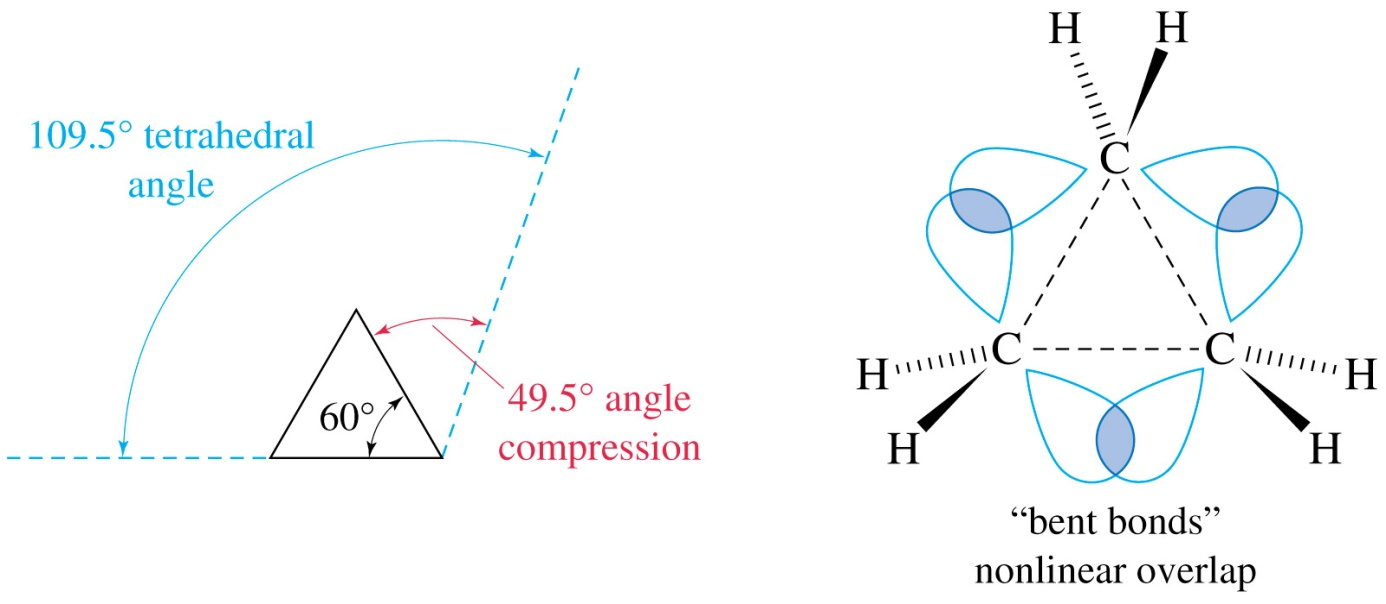 109.5° tetrahedral
angle
60°
49.5° angle
compression
H H
C
C C
H H
H H
“bent bonds”
nonlinear overlap